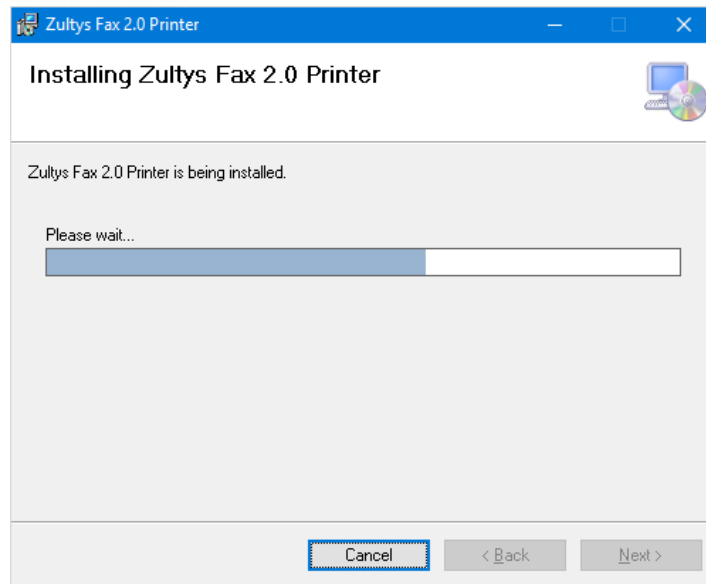 Zultys Fax 2.0 Printer
Installing Zultys Fax 2.0 Printer
Zultys Fax 2.0 Printer is being installed.
Please wait...
Cancel
< Back
Next >